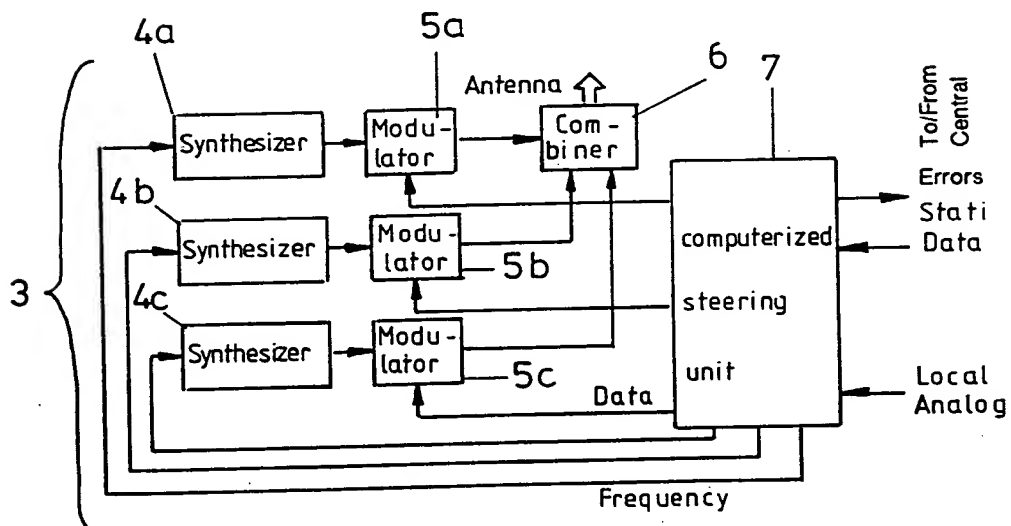 4a
5a
6
7
Antenna
To/From
Central
Synthesizer
Modu-
lator
Com-
biner
Errors
4b
Stati
Synthesizer
Modu-
lator
computerized
Data
5b
3
4c
steering
Synthesizer
Modu-
lator
unit
5c
Data
Local
Analog
Frequency